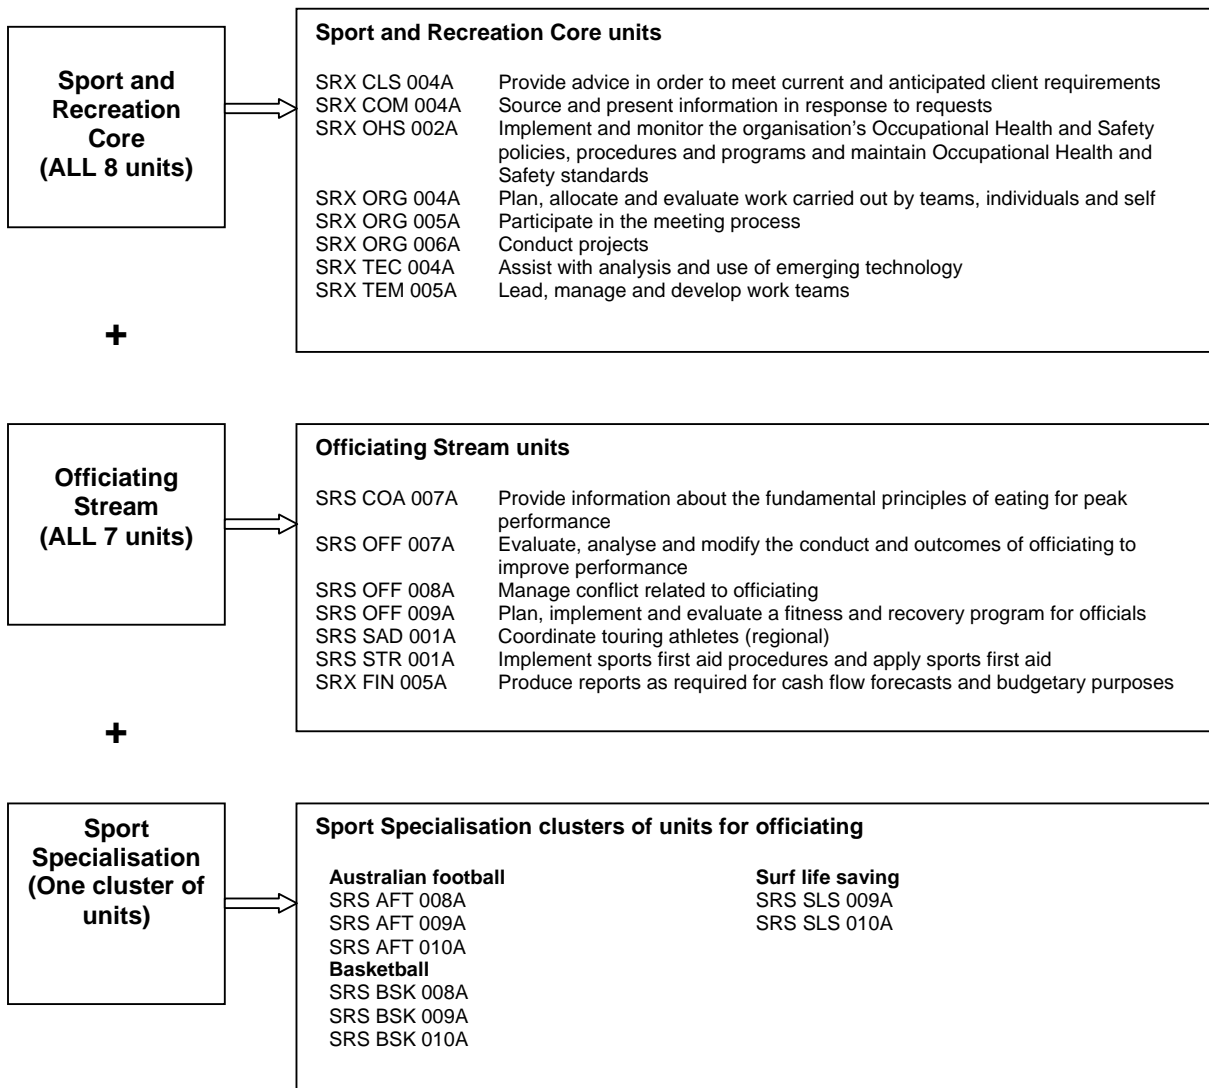 Sport and
Recreation
Core
(ALL 8 units)
Sport and Recreation Core units
SRX CLS 004A Provide advice in order to meet current and anticipated client requirements
SRX COM 004A Source and present information in response to requests
SRX OHS 002A Implement and monitor the organisation's Occupational Health and Safety
policies, procedures and programs and maintain Occupational Health and
Safety standards
SRX ORG 004A Plan, allocate and evaluate work carried out by teams, individuals and self
SRX ORG 005A Participate in the meeting process
SRX ORG 006A Conduct projects
SRX TEC 004A Assist with analysis and use of emerging technology
SRX TEM 005A Lead, manage and develop work teams
+
Officiating
Stream
(ALL 7 units)
Officiating Stream units
SRS COA 007A Provide information about the fundamental principles of eating for peak
performance
SRS OFF 007A Evaluate, analyse and modify the conduct and outcomes of officiating to
improve performance
SRS OFF 008A Manage conflict related to officiating
SRS OFF 009A Plan, implement and evaluate a fitness and recovery program for officials
SRS SAD 001A Coordinate touring athletes (regional)
SRS STR 001A Implement sports first aid procedures and apply sports first aid
SRX FIN 005A Produce reports as required for cash flow forecasts and budgetary purposes
+
Sport
Specialisation
(One cluster of
units)
Sport Specialisation clusters of units for officiating
Australian football
SRS AFT 008A
SRS AFT 009A
SRS AFT 010A
Basketball
SRS BSK 008A
SRS BSK 009A
SRS BSK 010A
Surf life saving
SRS SLS 009A
SRS SLS 010A